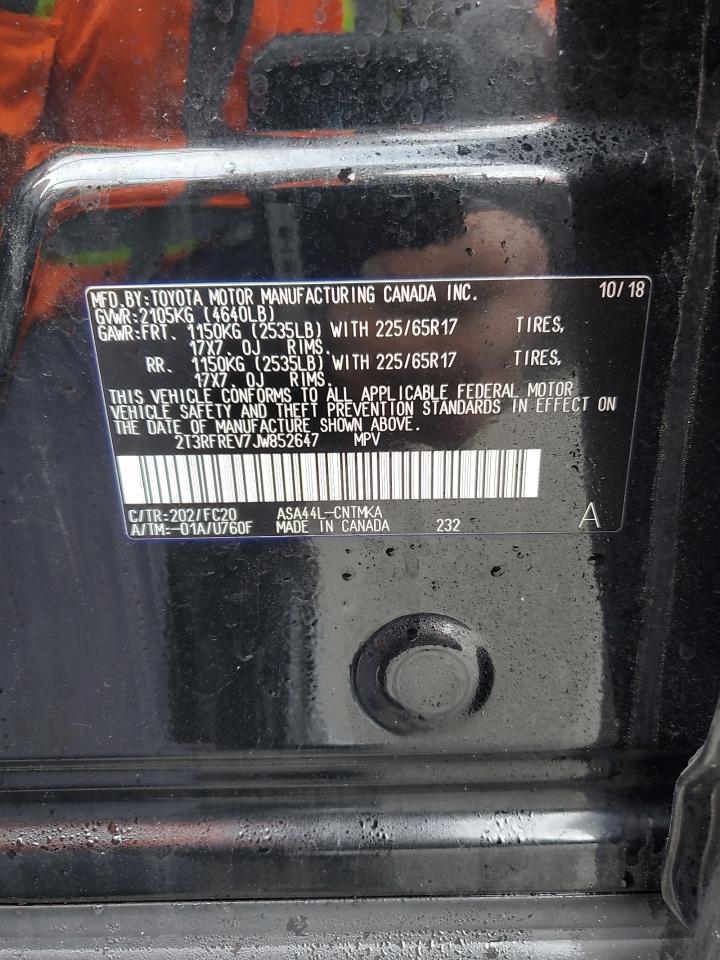 MFD.BY:TOYOTA MOTOR MANUFACTURING CANADA INC. 10/18
GVWR:2105KG (4640LB)
GAWR:FRT. 1150KG (2535LB) WITH 225/65R17 TIRES,
17X7.0J RIMS.
RR. 1150KG (2535LB) WITH 225/65R17 TIRES,
17X7.0J RIMS.
THIS VEHICLE CONFORMS TO ALL APPLICABLE FEDERAL MOTOR
VEHICLE SAFETY AND THEFT PREVENTION STANDARDS IN EFFECT ON
THE DATE OF MANUFACTURE SHOWN ABOVE.
2T3RFREV7JW852647 MPV
C/TR:202/FC20 ASA44L-CNTMKA
A/TM:-01A/U760F MADE IN CANADA 232 A